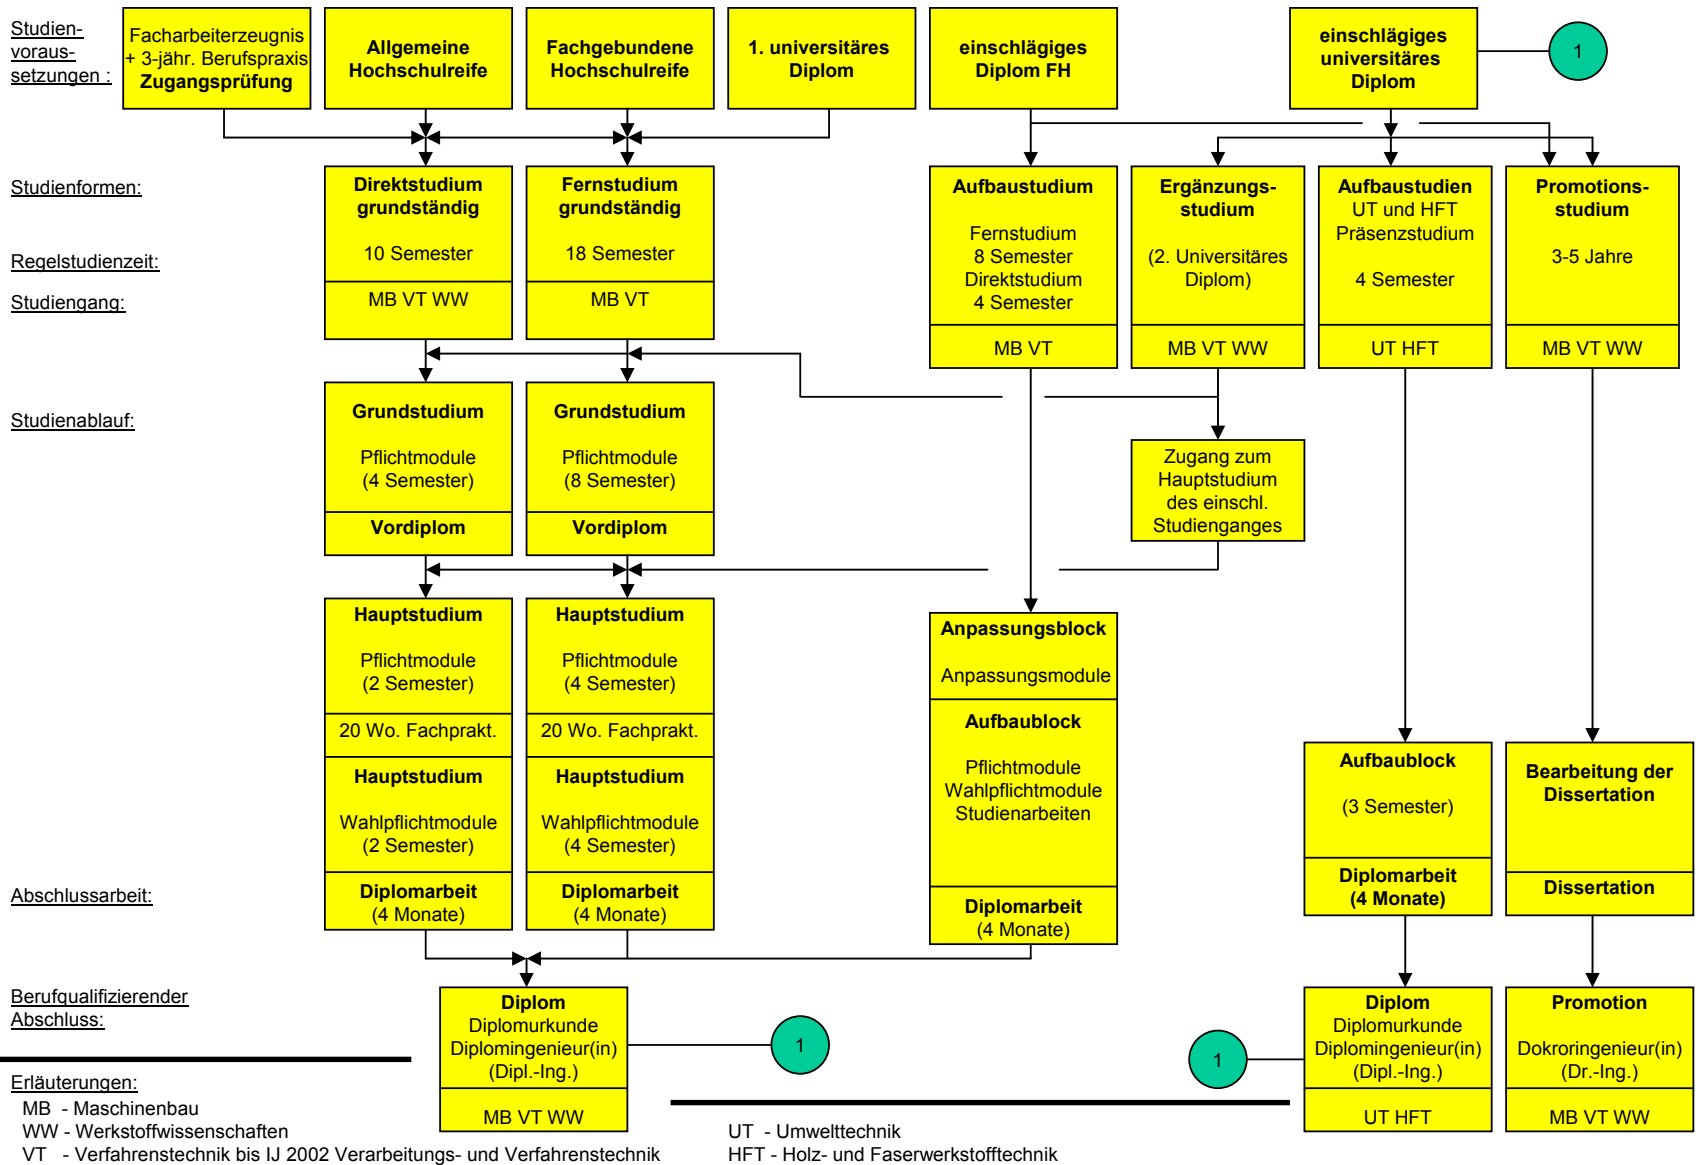 Studien-
voraus-
setzungen :
Facharbeiterzeugnis
+ 3-jähr. Berufspraxis
Zugangsprüfung
Allgemeine
Hochschulreife
Fachgebundene
Hochschulreife
1. universitäres
Diplom
einschlägiges
Diplom FH
einschlägiges
universitäres
Diplom
1
Studienformen:
Regelstudienzeit:
Studiengang:
Direktstudium
grundständig
10 Semester
MB VT WW
Fernstudium
grundständig
18 Semester
MB VT
Aufbaustudium
Fernstudium
8 Semester
Direktstudium
4 Semester
MB VT
Ergänzungs-
studium
(2. Universitäres
Diplom)
MB VT WW
Aufbaustudien
UT und HFT
Präsenzstudium
4 Semester
UT HFT
Promotions-
studium
3-5 Jahre
MB VT WW
Studienablauf:
Grundstudium
Pflichtmodule
(4 Semester)
Vordiplom
Grundstudium
Pflichtmodule
(8 Semester)
Vordiplom
Zugang zum
Hauptstudium
des einschl.
Studienganges
Hauptstudium
Pflichtmodule
(2 Semester)
20 Wo. Fachprakt.
Hauptstudium
Wahlpflichtmodule
(2 Semester)
Hauptstudium
Pflichtmodule
(4 Semester)
20 Wo. Fachprakt.
Hauptstudium
Wahlpflichtmodule
(4 Semester)
Anpassungsblock
Anpassungsmodule
Aufbaublock
Pflichtmodule
Wahlpflichtmodule
Studienarbeiten
Aufbaublock
(3 Semester)
Bearbeitung der
Dissertation
Abschlussarbeit:
Diplomarbeit
(4 Monate)
Diplomarbeit
(4 Monate)
Diplomarbeit
(4 Monate)
Diplomarbeit
(4 Monate)
Dissertation
Berufqualifizierender
Abschluss:
Diplom
Diplomurkunde
Diplomingenieur(in)
(Dipl.-Ing.)
MB VT WW
1
1
Diplom
Diplomurkunde
Diplomingenieur(in)
(Dipl.-Ing.)
UT HFT
Promotion
Dokroringenieur(in)
(Dr.-Ing.)
MB VT WW
Erläuterungen:
MB - Maschinenbau
WW - Werkstoffwissenschaften
VT - Verfahrenstechnik bis IJ 2002 Verarbeitungs- und Verfahrenstechnik
UT - Umwelttechnik
HFT - Holz- und Faserwerkstofftechnik